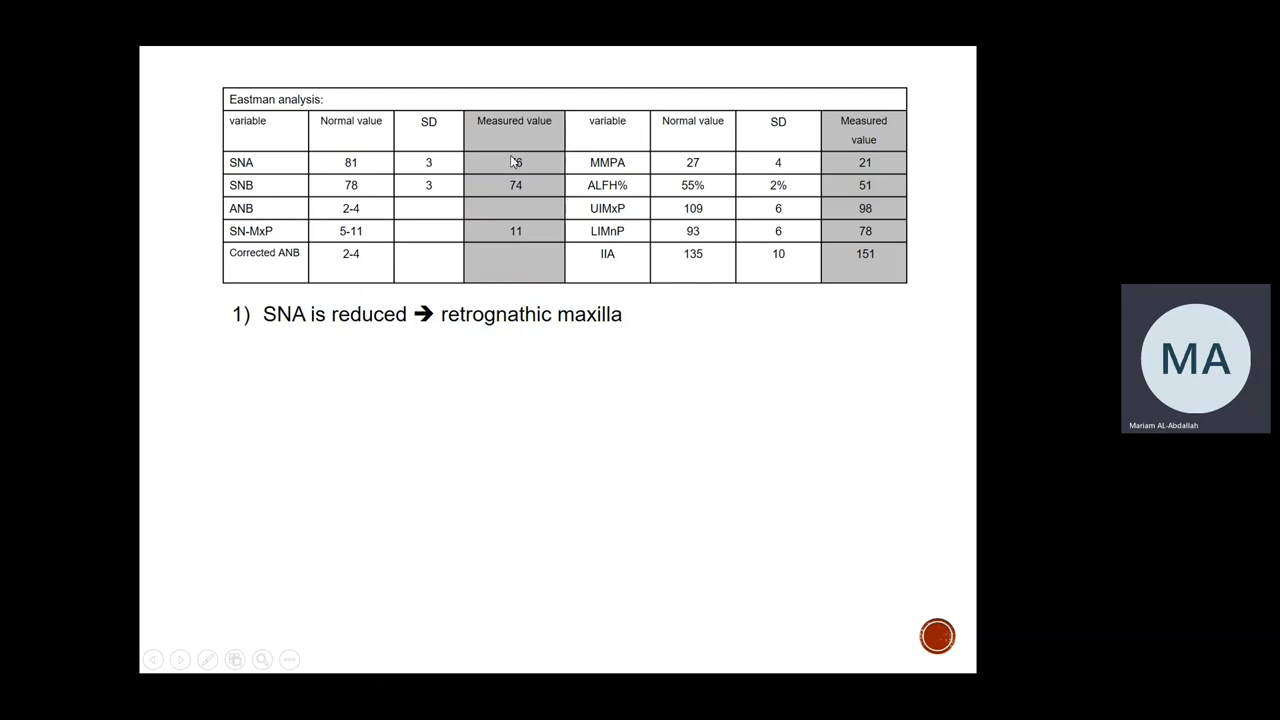 Eastman analysis:
variable Normal value SD Measured value variable Normal value SD Measured value
SNA 81 3 MMPA 27 4 21
SNB 78 3 74 ALFH% 55% 2% 51
ANB 2-4 UIMxP 109 6 98
SN-MxP 5-11 11 LIMnP 93 6 78
Corrected ANB 2-4 IIA 135 10 151
1) SNA is reduced ➔ retrognathic maxilla
MA
Mariam AL-Abdallah